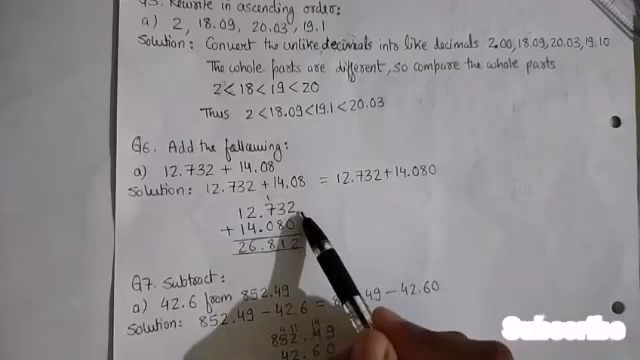 Q5. Rewrite in ascending order:
a) 2, 18.09, 20.03, 19.1
Solution: Convert the unlike decimals into like decimals 2.00, 18.09, 20.03, 19.10
The whole parts are different, so compare the whole parts
2 < 18 < 19 < 20
Thus 2 < 18.09 < 19.1 < 20.03
Q6. Add the following:
a) 12.732 + 14.08
Solution: 12.732 + 14.08 = 12.732 + 14.080
1
12.732
+ 14.080
26.812
Q7. Subtract:
a) 42.6 from 852.49
Solution: 852.49 - 42.6 = 49 - 42.60
42.60
Subscribe